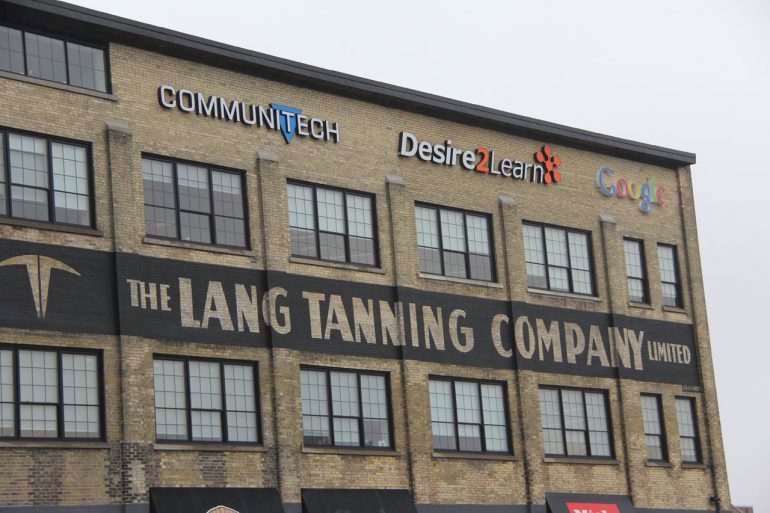 COMMUNITECH
Desire2Learn
Google
THE LANG TANNING COMPANY LIMITED